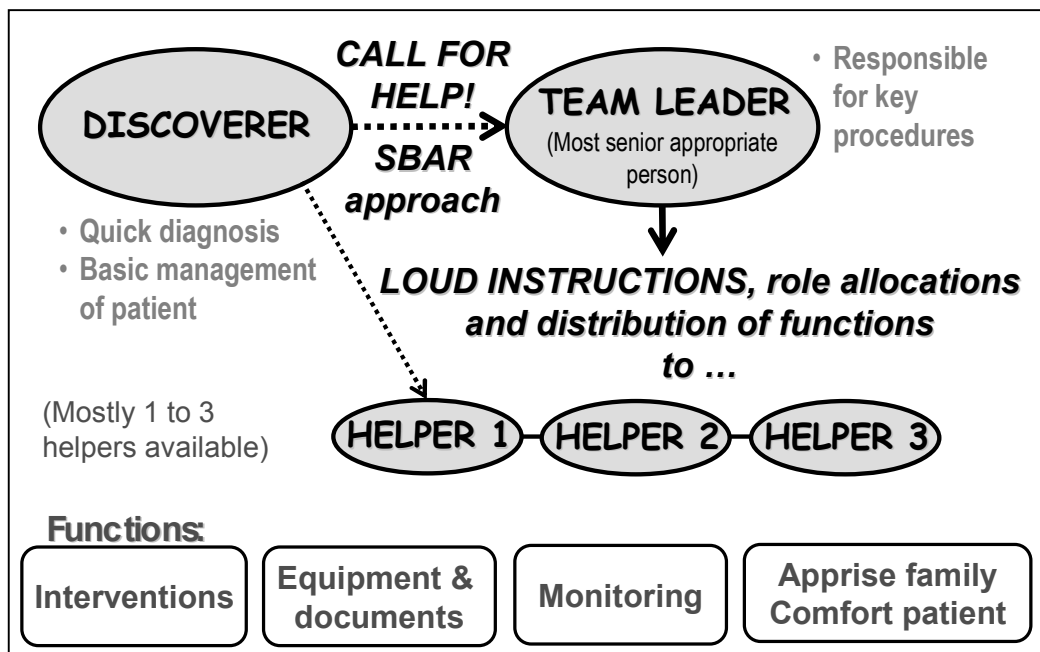 CALL FOR
HELP!
SBAR
approach
DISCOVERER
TEAM LEADER
(Most senior appropriate
person)
• Responsible
for key
procedures
• Quick diagnosis
• Basic management
of patient
LOUD INSTRUCTIONS, role allocations
and distribution of functions
to …
(Mostly 1 to 3
helpers available)
HELPER 1
HELPER 2
HELPER 3
Functions:
Interventions
Equipment &
documents
Monitoring
Apprise family
Comfort patient